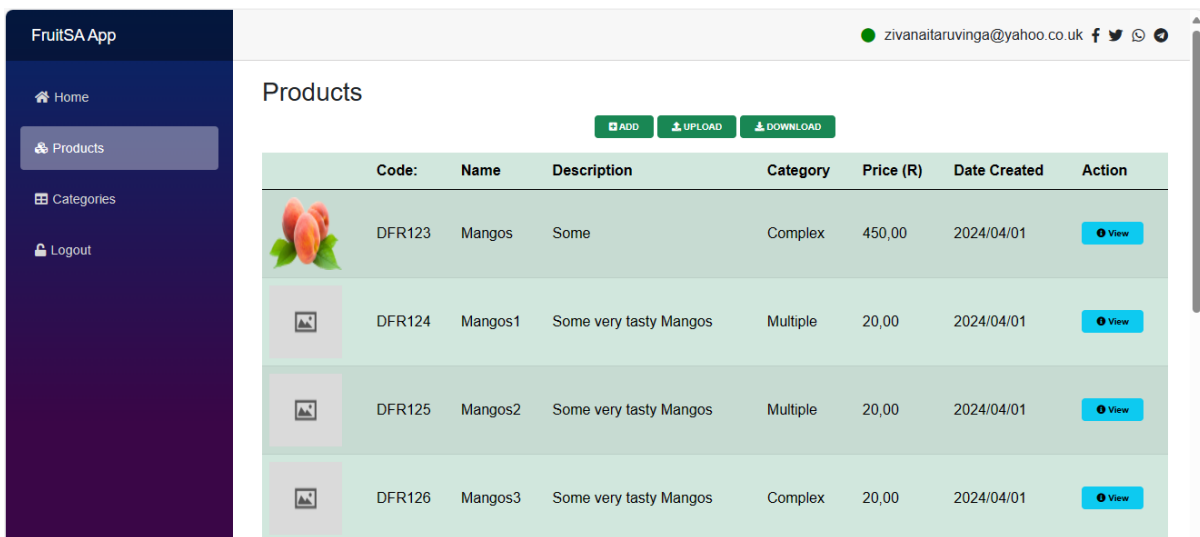 FruitSA App
zivanaitaruvinga@yahoo.co.uk
Home
Products
Categories
Logout
Products
ADD UPLOAD DOWNLOAD
Code: Name Description Category Price (R) Date Created Action
DFR123 Mangos Some Complex 450,00 2024/04/01 View
DFR124 Mangos1 Some very tasty Mangos Multiple 20,00 2024/04/01 View
DFR125 Mangos2 Some very tasty Mangos Multiple 20,00 2024/04/01 View
DFR126 Mangos3 Some very tasty Mangos Complex 20,00 2024/04/01 View